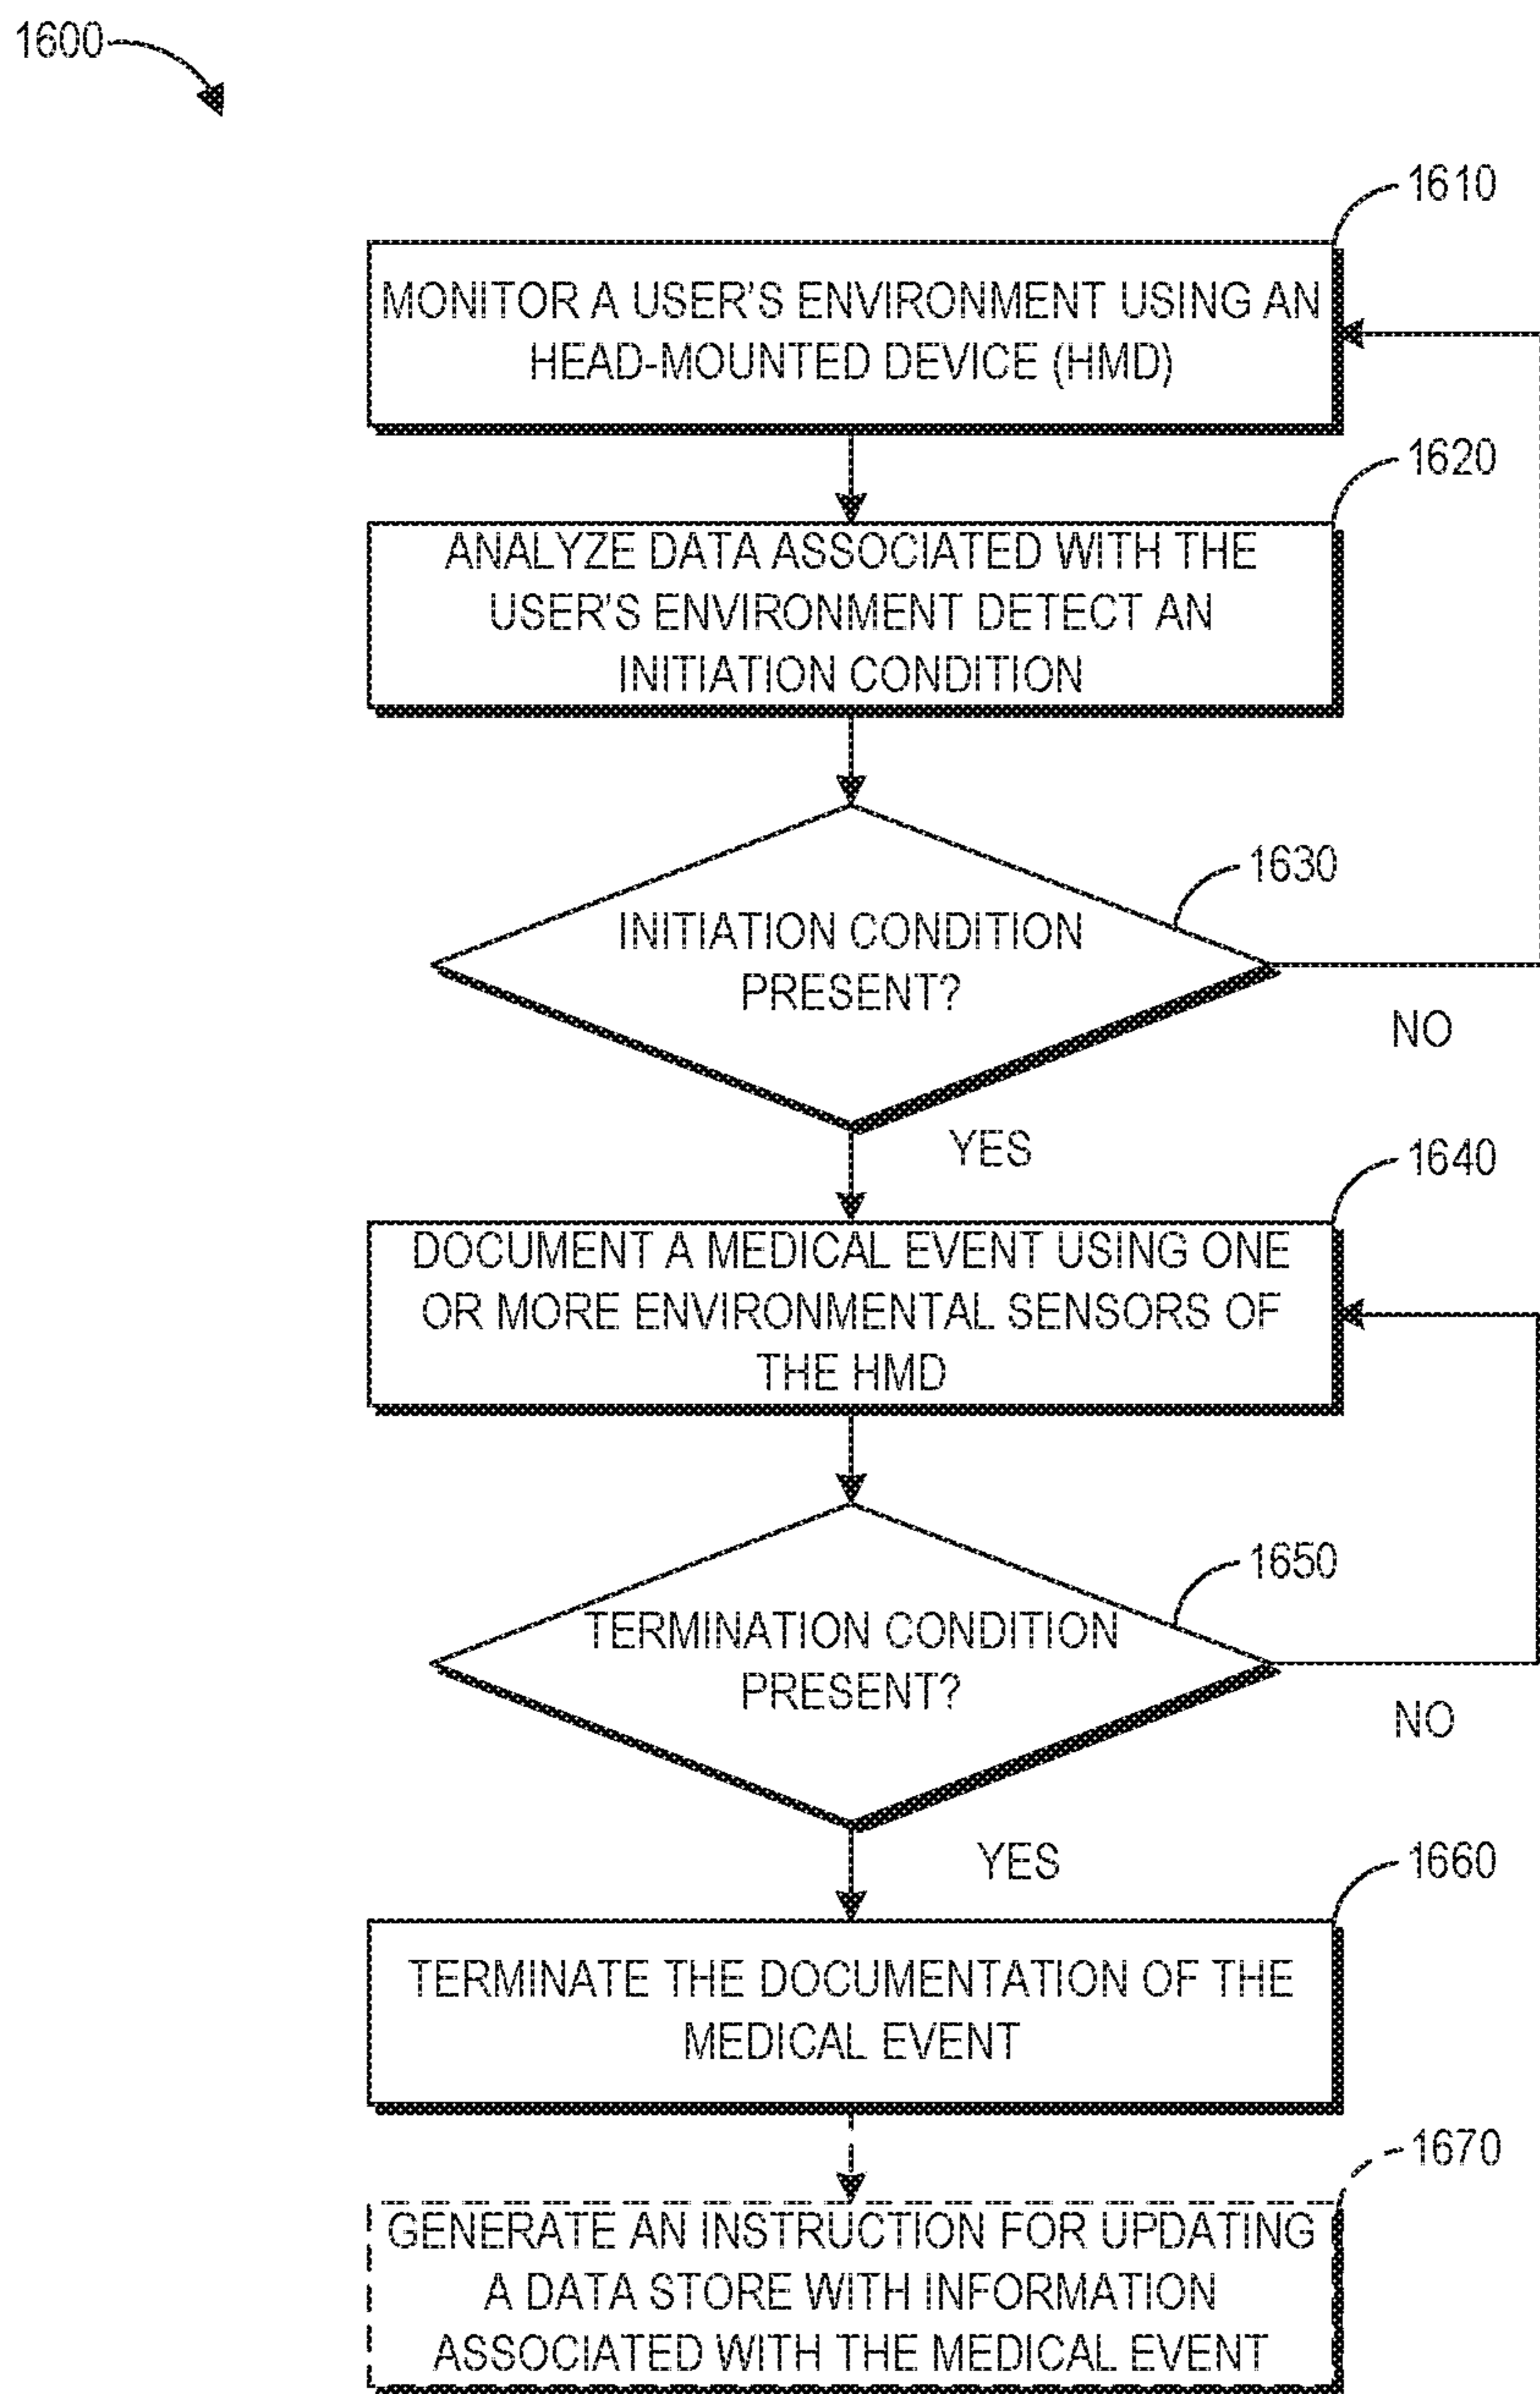 1600
1610
MONITOR A USER'S ENVIRONMENT USING AN
HEAD-MOUNTED DEVICE (HMD)
1620
ANALYZE DATA ASSOCIATED WITH THE
USER'S ENVIRONMENT DETECT AN
INITIATION CONDITION
1630
INITIATION CONDITION
PRESENT?
NO
YES
1640
DOCUMENT A MEDICAL EVENT USING ONE
OR MORE ENVIRONMENTAL SENSORS OF
THE HMD
1650
TERMINATION CONDITION
PRESENT?
NO
YES
1660
TERMINATE THE DOCUMENTATION OF THE
MEDICAL EVENT
1670
GENERATE AN INSTRUCTION FOR UPDATING
A DATA STORE WITH INFORMATION
ASSOCIATED WITH THE MEDICAL EVENT